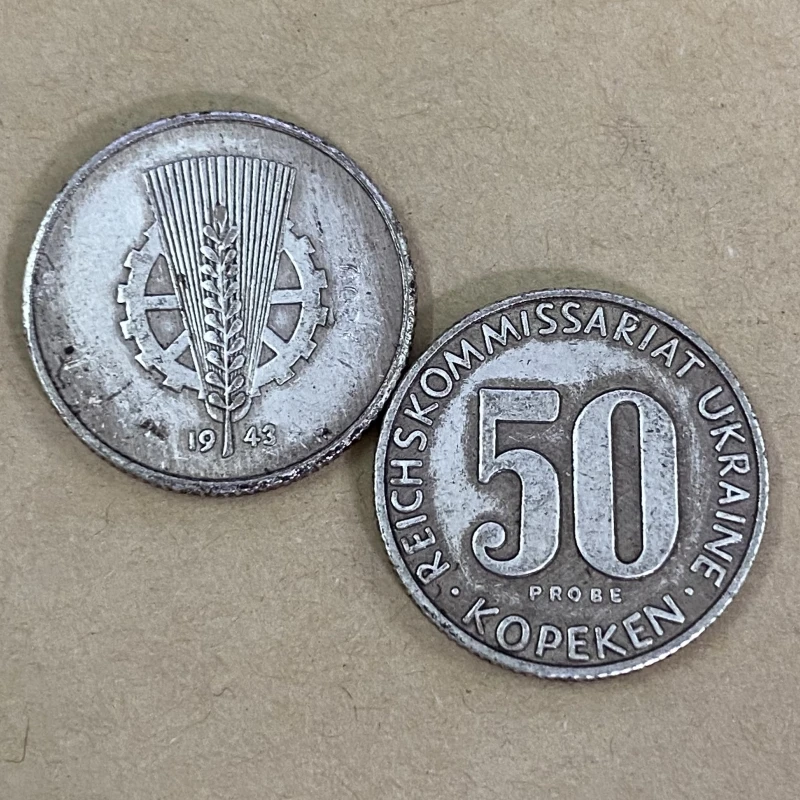 1943
REICHSKOMMISSARIAT UKRAINE
50
PROBE
· KOPEKEN ·